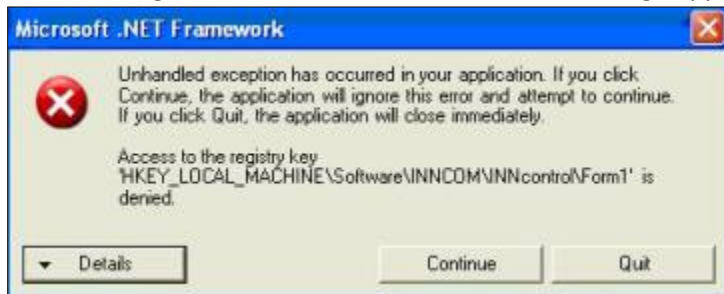 Microsoft .NET Framework
Unhandled exception has occurred in your application. If you click
Continue, the application will ignore this error and attempt to continue.
If you click Quit, the application will close immediately.
Access to the registry key
'HKEY_LOCAL_MACHINE\Software\INNCOM\INNcontrol\Form1' is
denied.
Details
Continue
Quit